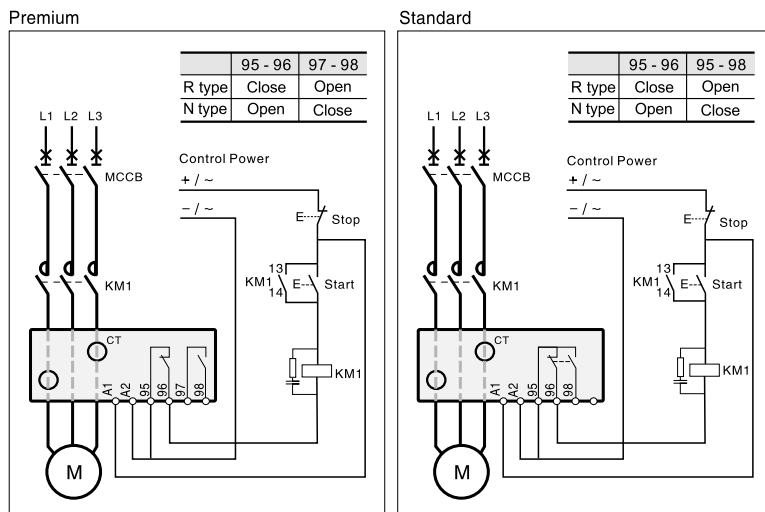 Premium
95 - 96 97 - 98
R type Close Open
N type Open Close
L1 L2 L3
Control Power
MCCB
+ / ~
– / ~
E Stop
13
KM1 E Start
14
KM1
CT
KM1
A1 A2 95 96 97 98
M
Standard
95 - 96 95 - 98
R type Close Open
N type Open Close
L1 L2 L3
Control Power
MCCB
+ / ~
– / ~
E Stop
13
KM1 E Start
14
KM1
CT
KM1
A1 A2 95 96 98
M